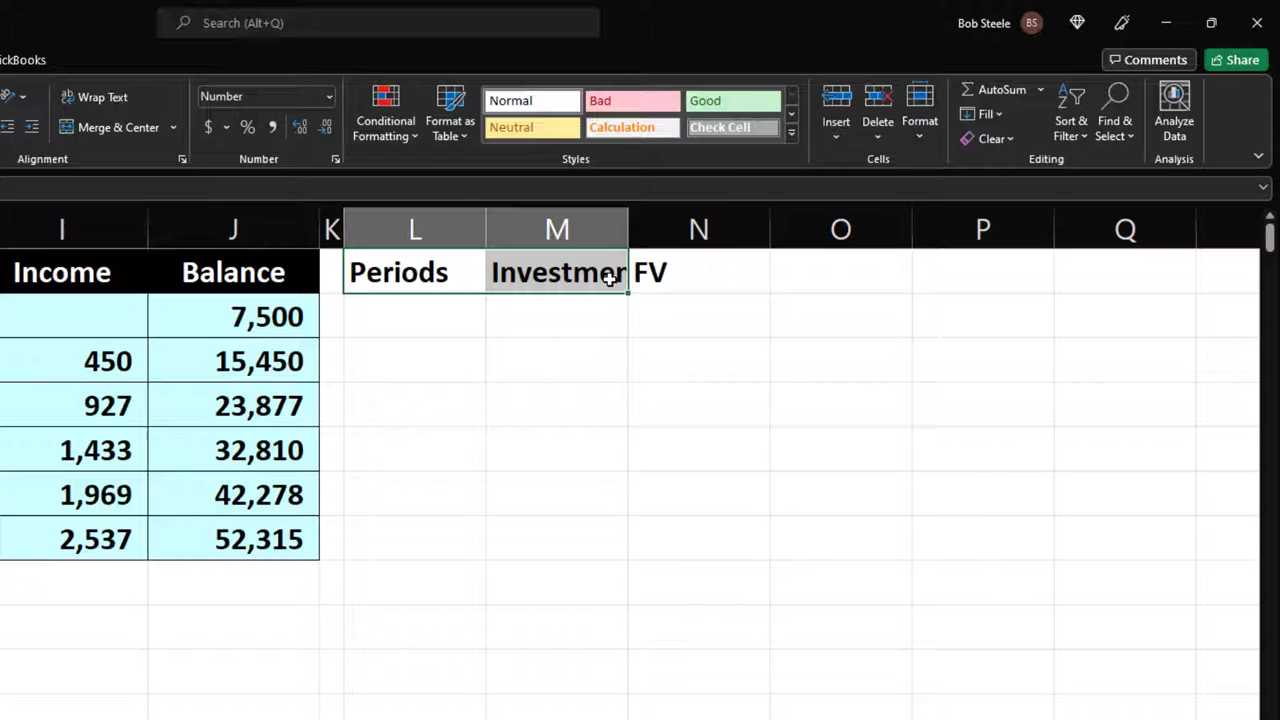 Search (Alt+Q)
Bob Steele BS
ckBooks
Comments Share
Wrap Text
Number
Merge & Center
$ % 9
Conditional
Formatting
Format as
Table
Normal Bad Good
Neutral Calculation Check Cell
Insert Delete Format
AutoSum
Fill
Clear
Sort &
Filter
Find &
Select
Analyze
Data
Alignment Number Styles Cells Editing Analysis
I J K L M N O P Q
Income Balance Periods Investmer FV
7,500
450 15,450
927 23,877
1,433 32,810
1,969 42,278
2,537 52,315